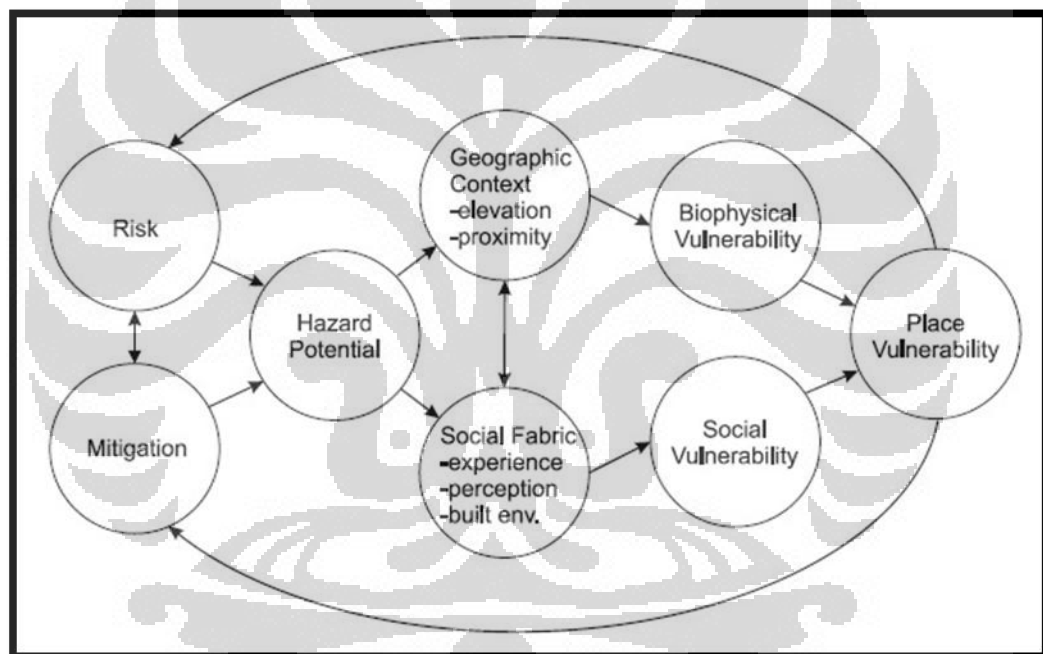 Risk
Mitigation
Hazard
Potential
Geographic
Context
-elevation
-proximity
Social Fabric
-experience
-perception
-built env.
Biophysical
Vulnerability
Social
Vulnerability
Place
Vulnerability